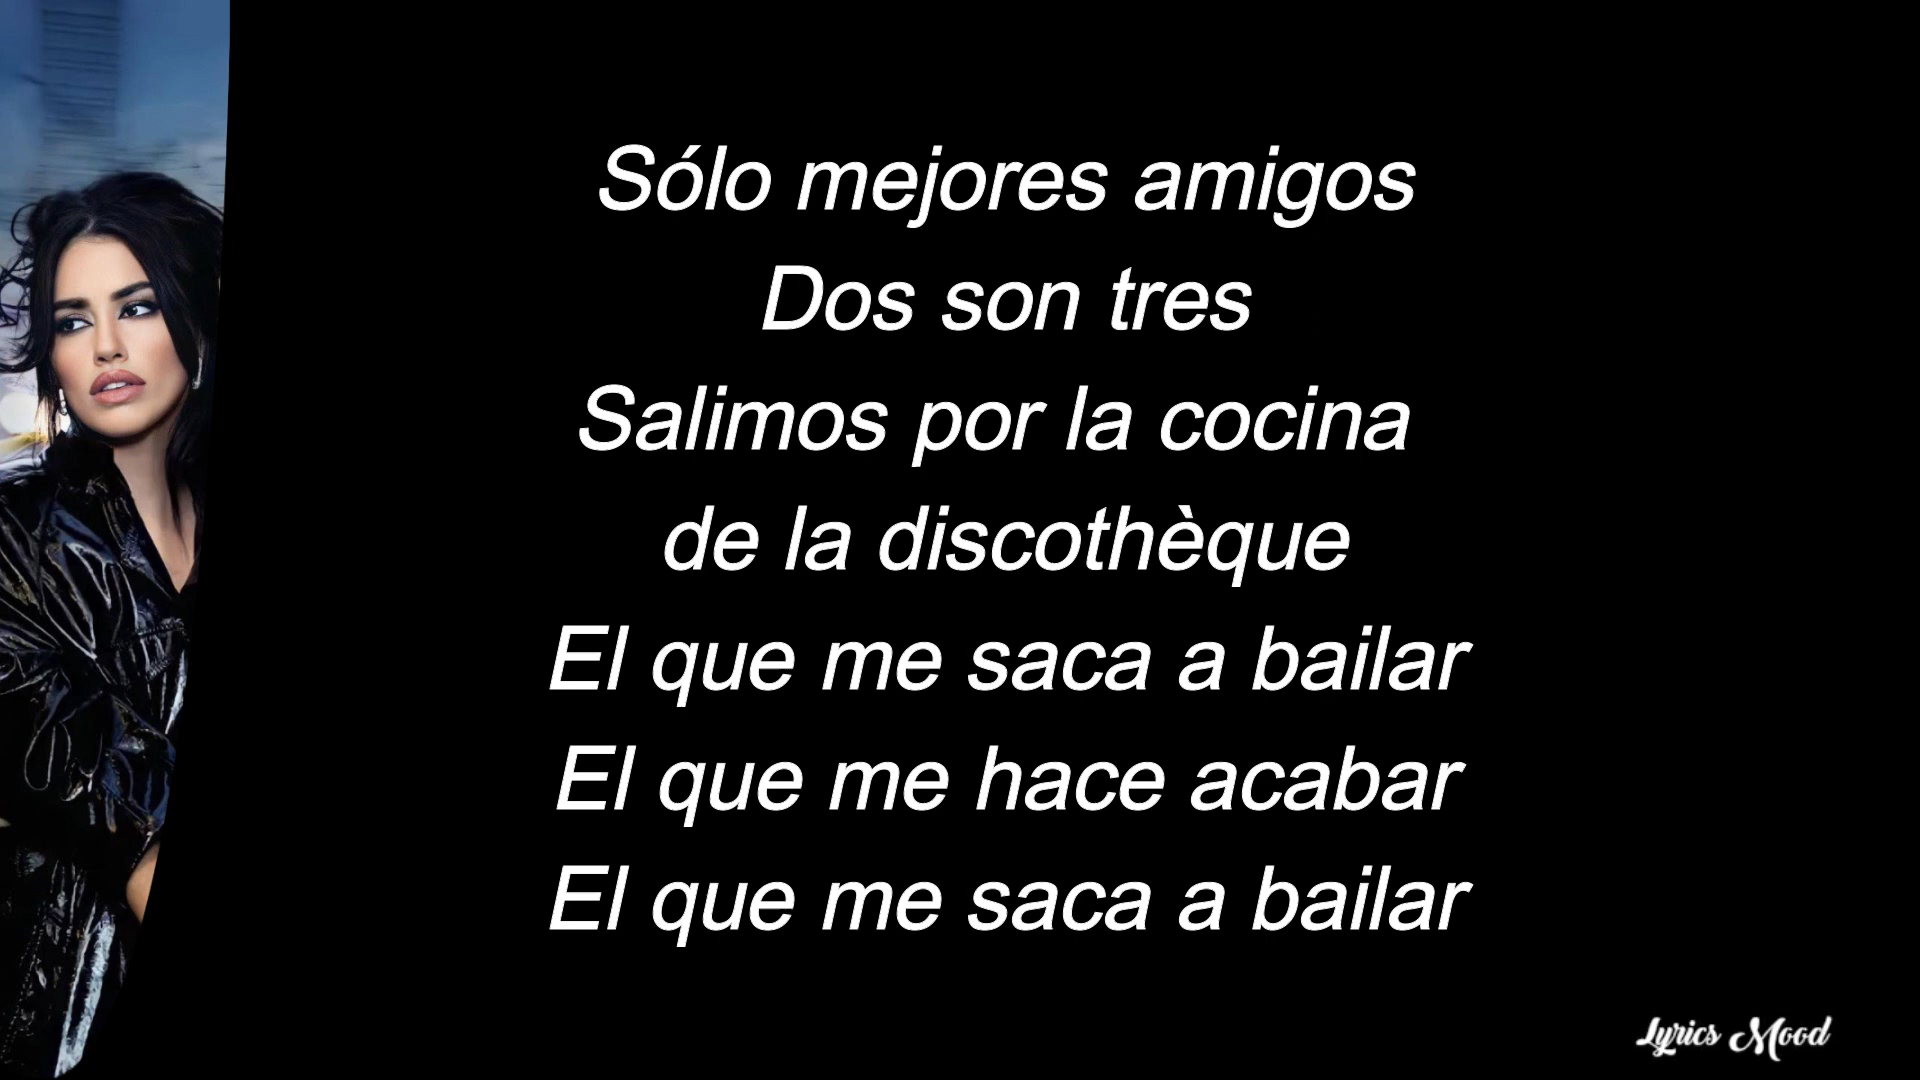 Sólo mejores amigos
Dos son tres
Salimos por la cocina
de la discothèque
El que me saca a bailar
El que me hace acabar
El que me saca a bailar
Lyrics Mood